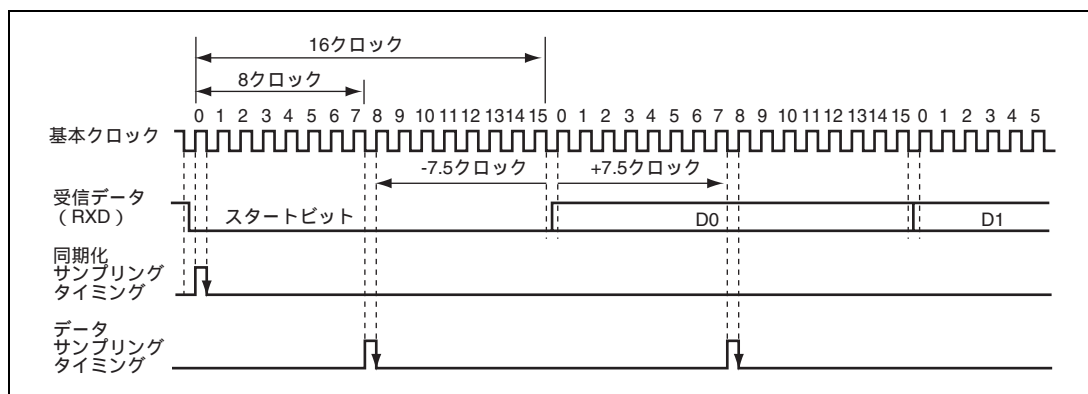 16クロック
8クロック
0 1 2 3 4 5 6 7 8 9 10 11 12 13 14 15 0 1 2 3 4 5 6 7 8 9 10 11 12 13 14 15 0 1 2 3 4 5
基本クロック
-7.5クロック
+7.5クロック
受信データ
(RXD)
スタートビット
D0
D1
同期化
サンプリング
タイミング
データ
サンプリング
タイミング